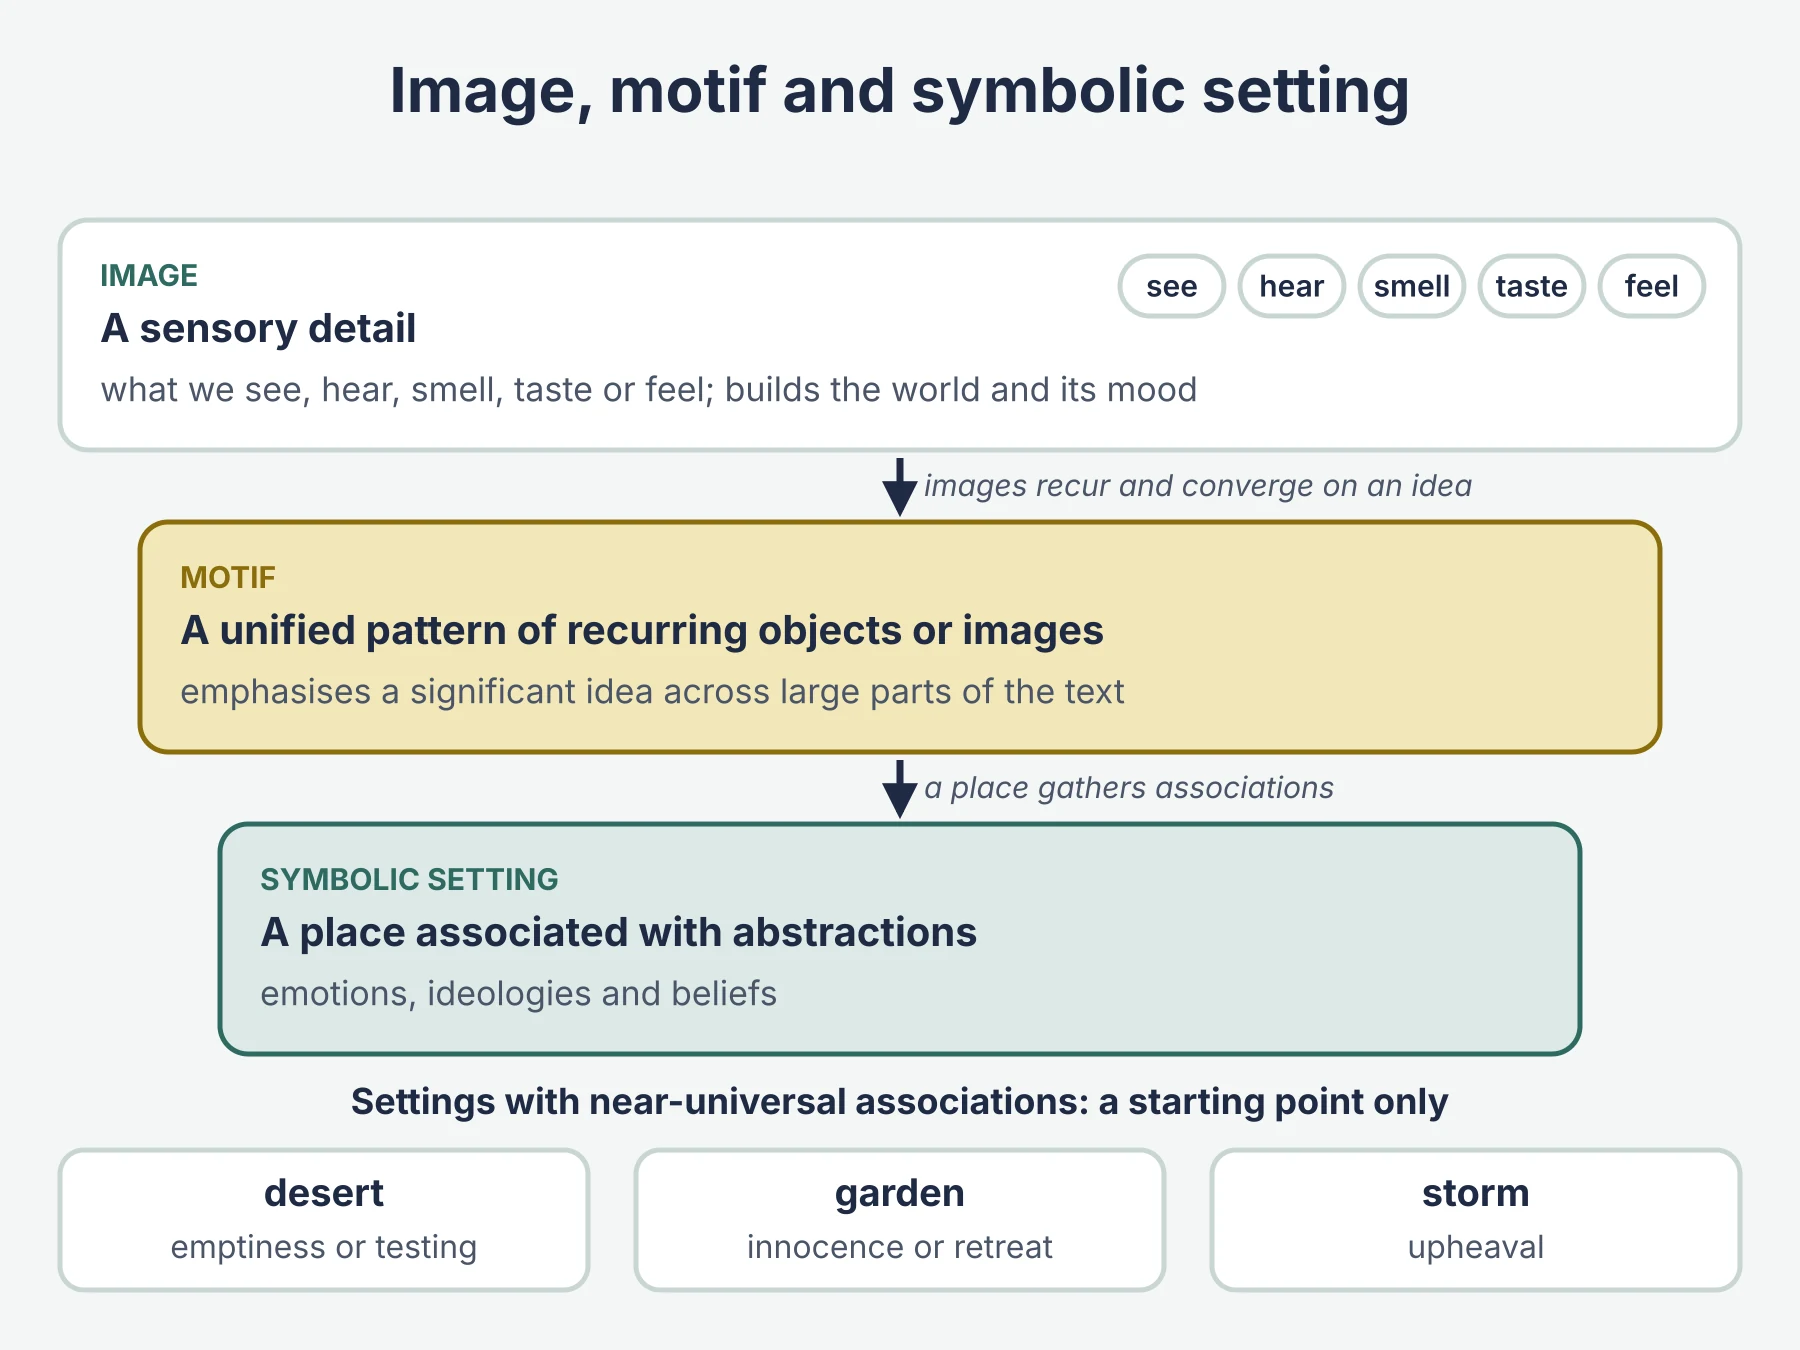 Image, motif and symbolic setting
IMAGE
see hear smell taste feel
A sensory detail
what we see, hear, smell, taste or feel; builds the world and its mood
images recur and converge on an idea
MOTIF
A unified pattern of recurring objects or images
emphasises a significant idea across large parts of the text
a place gathers associations
SYMBOLIC SETTING
A place associated with abstractions
emotions, ideologies and beliefs
Settings with near-universal associations: a starting point only
desert
emptiness or testing
garden
innocence or retreat
storm
upheaval